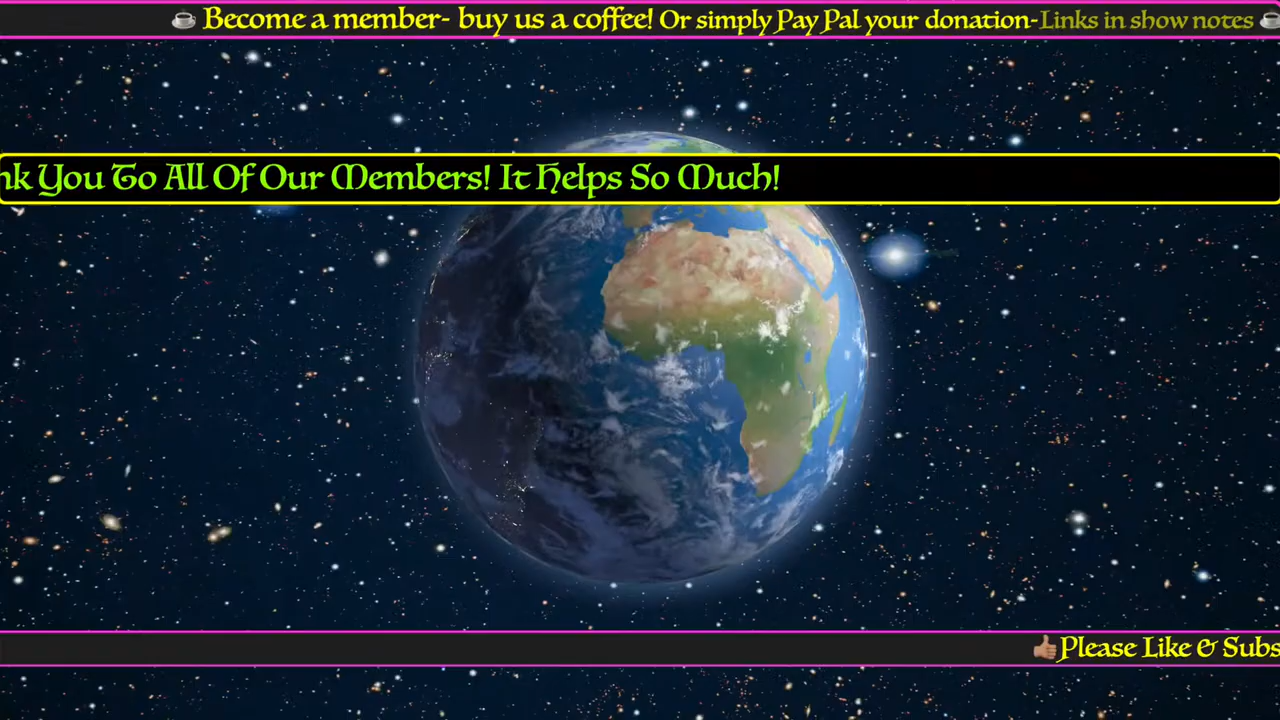 ☕ Become a member- buy us a coffee! Or simply Pay Pal your donation-Links in show notes ☕
nk You To All Of Our Members! It Helps So Much!
👍Please Like & Subs